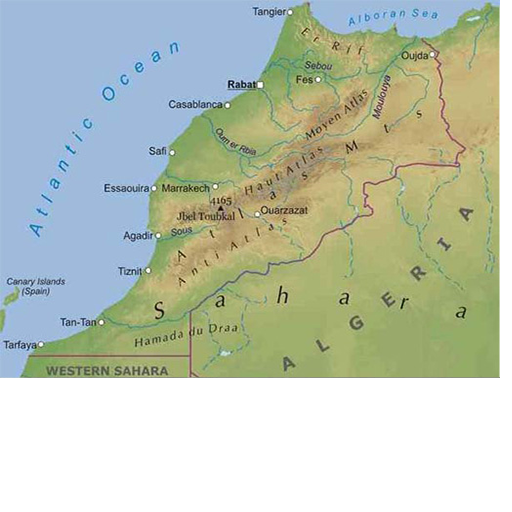 Tangier
Alboran Sea
Er Rif
Oujda
Sebou
Rabat
Fes
Moulouya
Atlantic Ocean
Casablanca
Moyen Atlas
Oum er Rbia
Safi
Haut Atlas
Atlas Mts
Essaouira
Marrakech
4165
Jbel Toubkal
Ouarzazat
Agadir
Sous
Anti Atlas
Tiznit
Canary Islands
(Spain)
Sahara
ALGERIA
Tan-Tan
Hamada du Draa
Tarfaya
WESTERN SAHARA